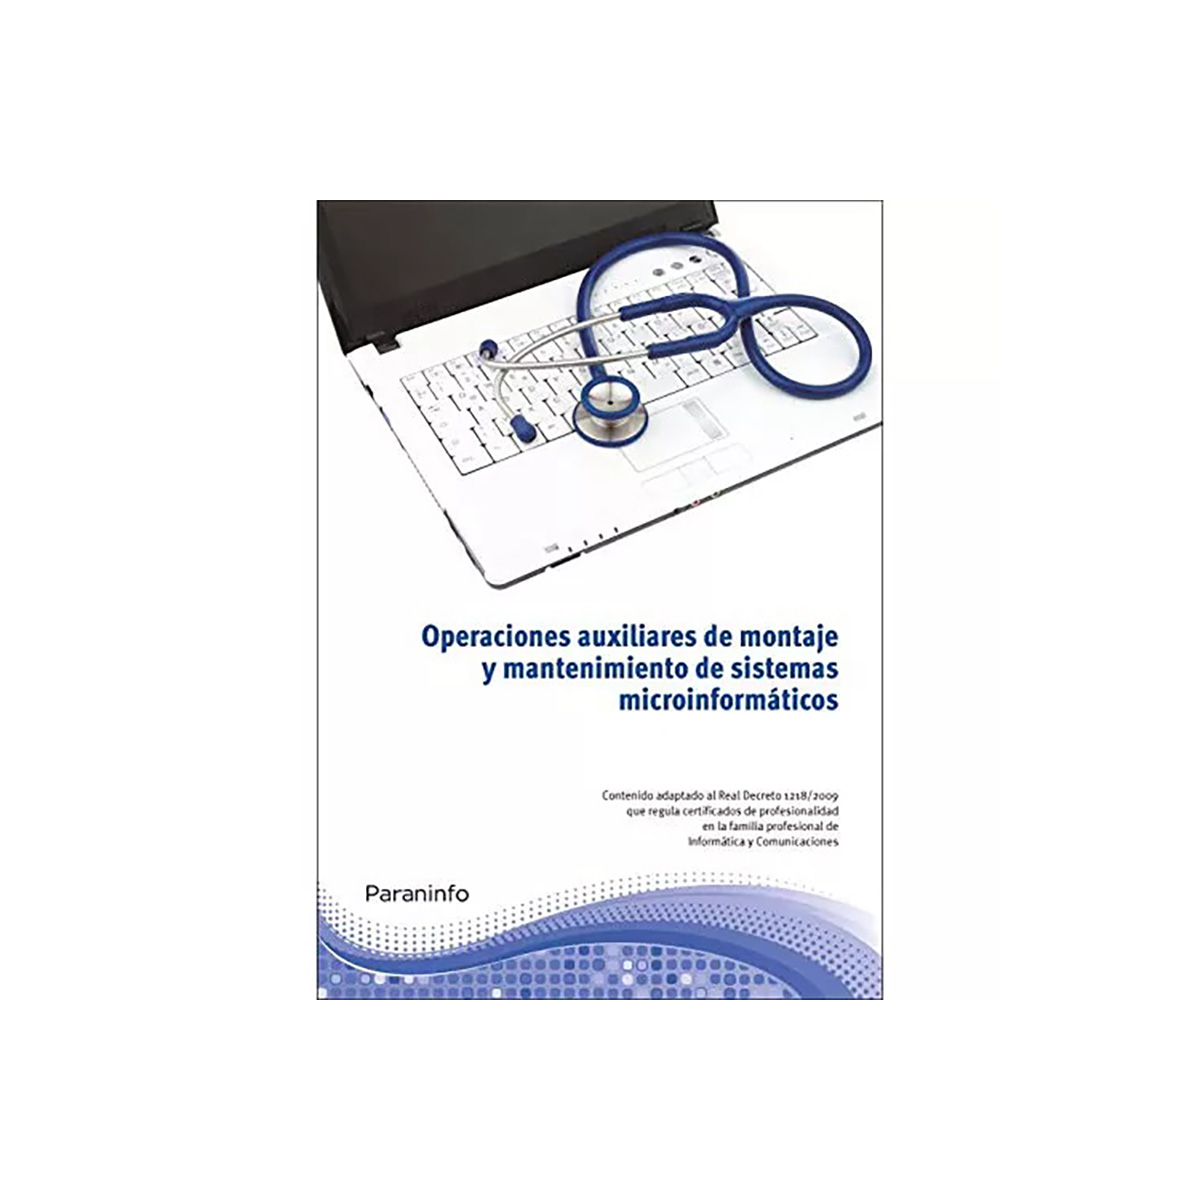 Operaciones auxiliares de montaje
y mantenimiento de sistemas
microinformáticos
Contenido adaptado al Real Decreto 1218/2009
que regula certificados de profesionalidad
en la familia profesional de
Informática y Comunicaciones
Paraninfo